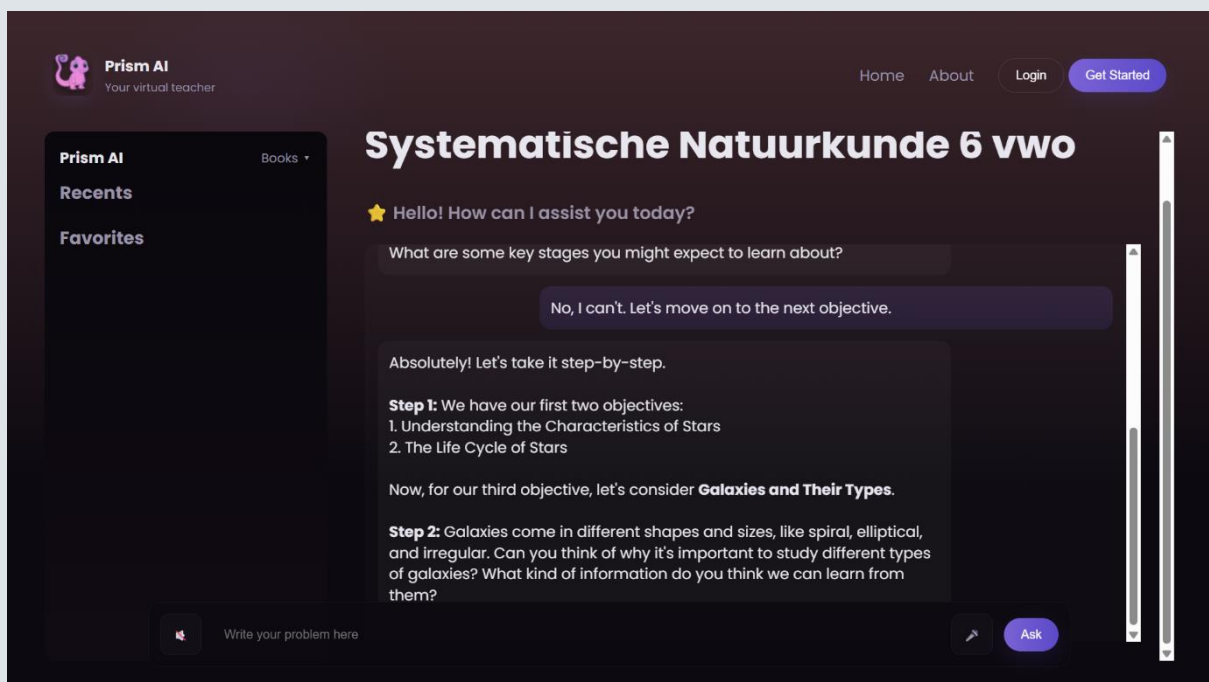 Prism AI
Your virtual teacher
Home About Login Get Started
Prism AI Books
Recents
Favorites
Systematische Natuurkunde 6 vwo
Hello! How can I assist you today?
What are some key stages you might expect to learn about?
No, I can't. Let's move on to the next objective.
Absolutely! Let's take it step-by-step.
Step 1: We have our first two objectives:
1. Understanding the Characteristics of Stars
2. The Life Cycle of Stars
Now, for our third objective, let's consider Galaxies and Their Types.
Step 2: Galaxies come in different shapes and sizes, like spiral, elliptical,
and irregular. Can you think of why it's important to study different types
of galaxies? What kind of information do you think we can learn from
them?
Write your problem here
Ask